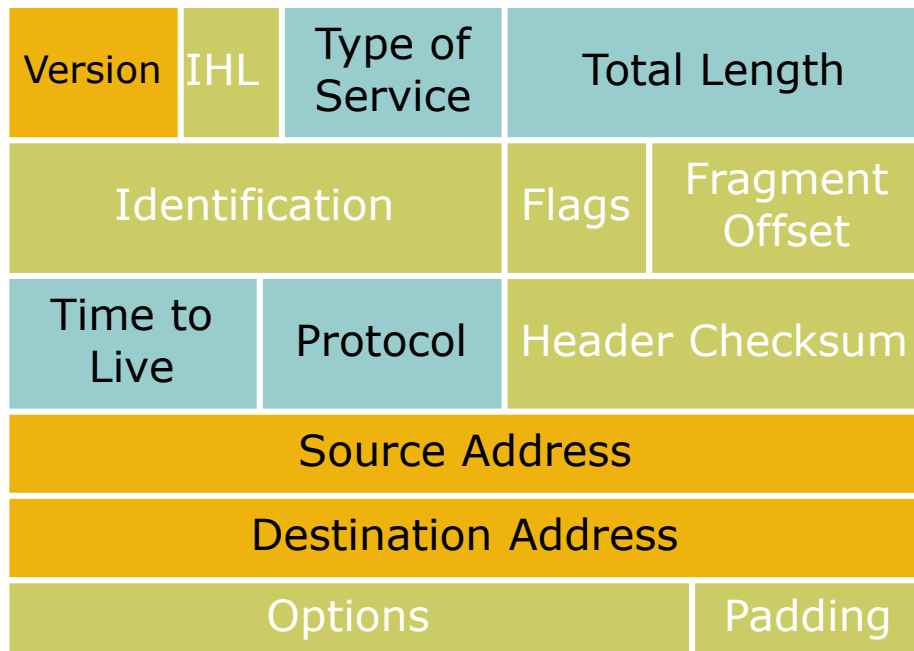 Version
IHL
Type of
Service
Total Length
Identification
Flags
Fragment
Offset
Time to
Live
Protocol
Header Checksum
Source Address
Destination Address
Options
Padding